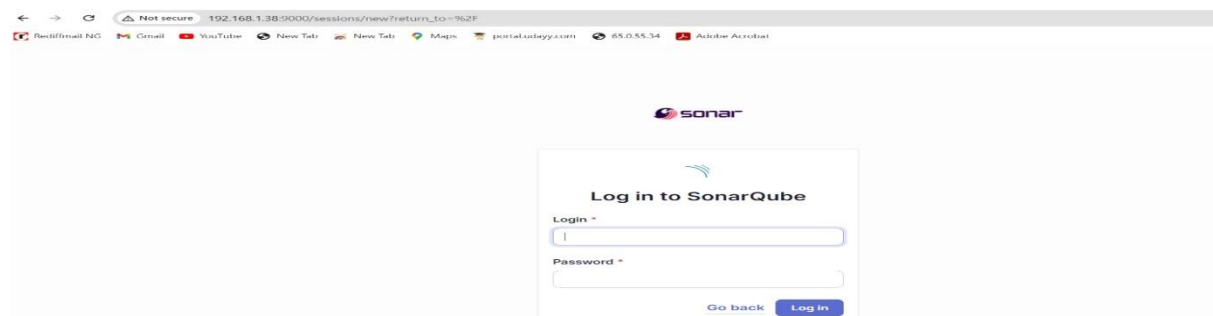 Not secure 192.168.1.38:9000/sessions/new?return_to=%2F
Rediffmail NG Gmail YouTube New Tab New Tab Maps portal.udayy.com 65.0.55.34 Adobe Acrobat
sonar
Log in to SonarQube
Login *
Password *
Go back Log in